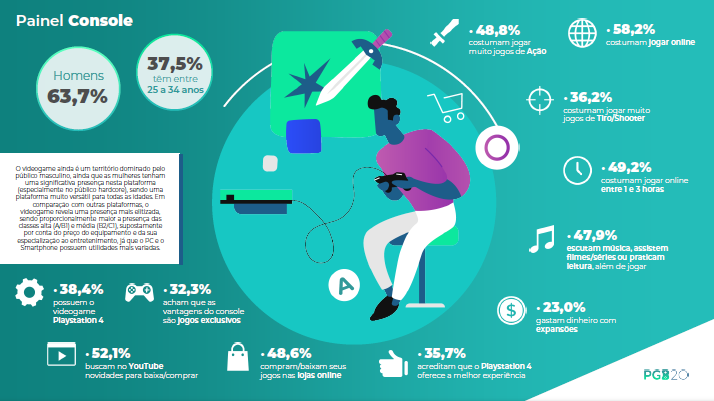 Painel Console
Homens
63,7%
37,5%
têm entre
25 a 34 anos
O videogame ainda é um território dominado pelo
público masculino, ainda que as mulheres tenham
uma significativa presença nesta plataforma
(especialmente no público hardcore), sendo uma
plataforma muito versátil para todas as idades. Em
comparação com outras plataformas, o
videogame revela uma presença mais elitizada,
sendo proporcionalmente maior a presença das
classes alta (A/B1) e média (B2/C1), supostamente
por conta do preço do equipamento e da sua
especialização ao entretenimento, já que o PC e o
Smartphone possuem utilidades mais variadas.
• 48,8%
costumam jogar
muito jogos de Ação
• 58,2%
costumam jogar online
• 36,2%
costumam jogar muito
jogos de Tiro/Shooter
• 49,2%
costumam jogar online
entre 1 e 3 horas
• 47,9%
escutam música, assistem
filmes/séries ou praticam
leitura, além de jogar
• 23,0%
gastam dinheiro com
expansões
• 38,4%
possuem o
videogame
Playstation 4
• 32,3%
acham que as
vantagens do console
são jogos exclusivos
• 52,1%
buscam no YouTube
novidades para baixa/comprar
• 48,6%
compram/baixam seus
jogos nas lojas online
• 35,7%
acreditam que o Playstation 4
oferece a melhor experiência
A
$
PGB20